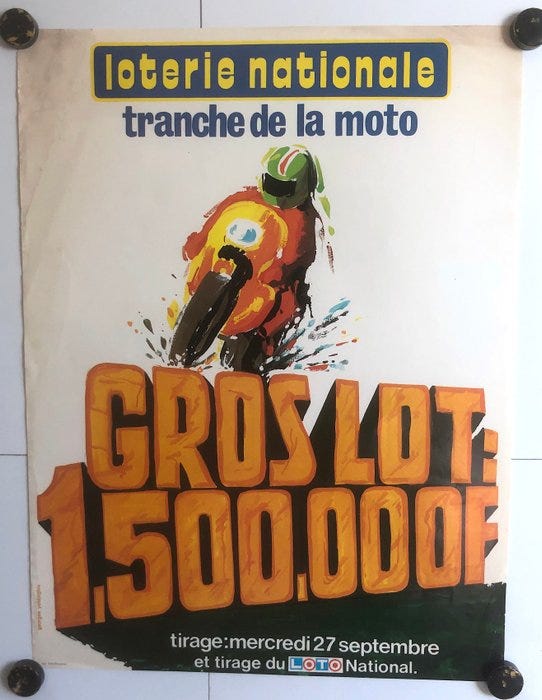 loterie nationale
tranche de la moto
GROS LOT:
1.500.000F
tirage:mercredi 27 septembre
et tirage du LOTO National.